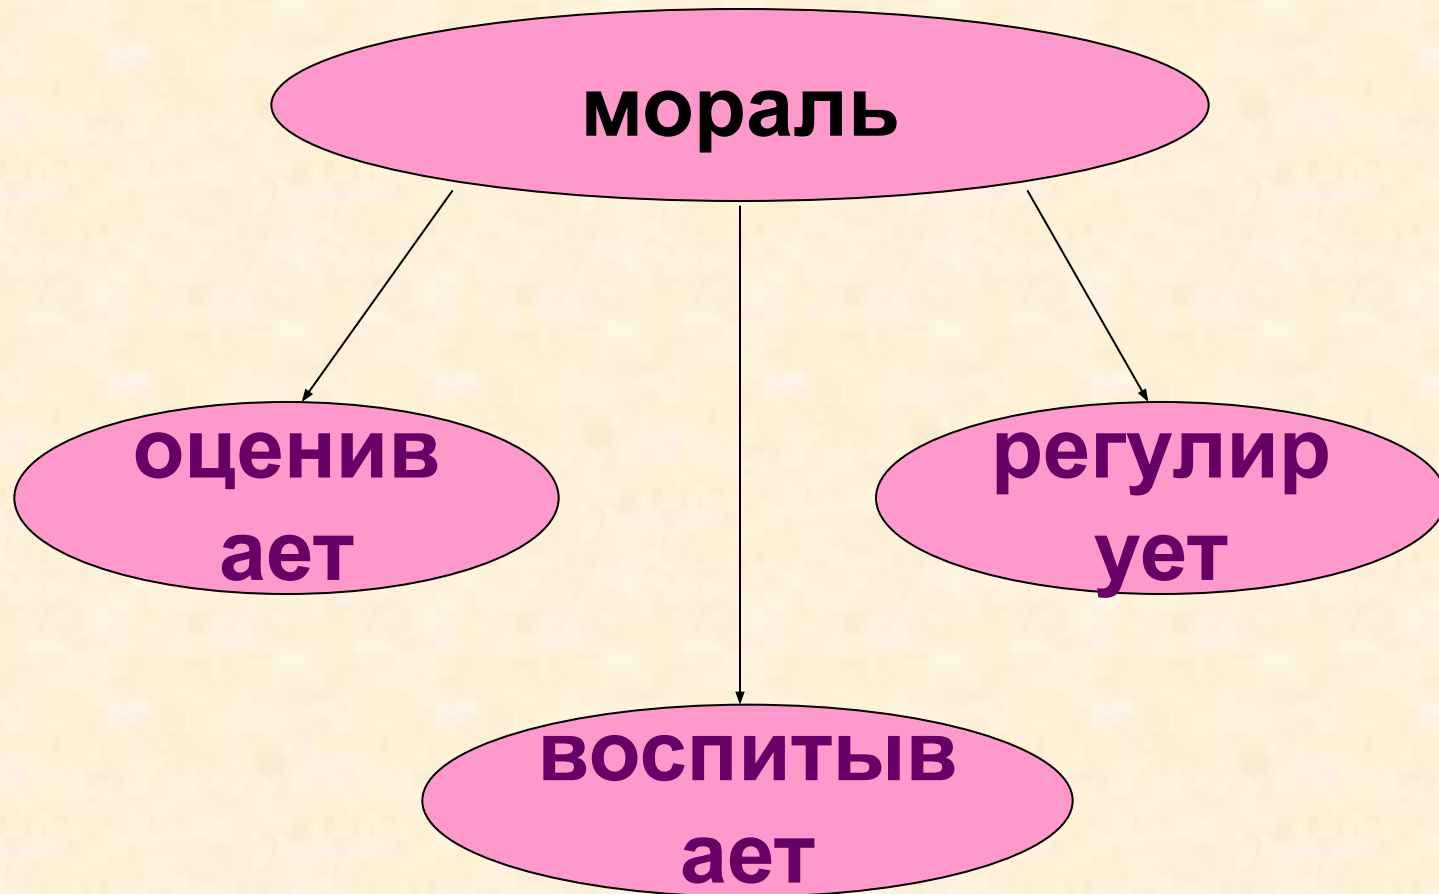 мораль
оценив
ает
регулир
ует
воспитыв
ает